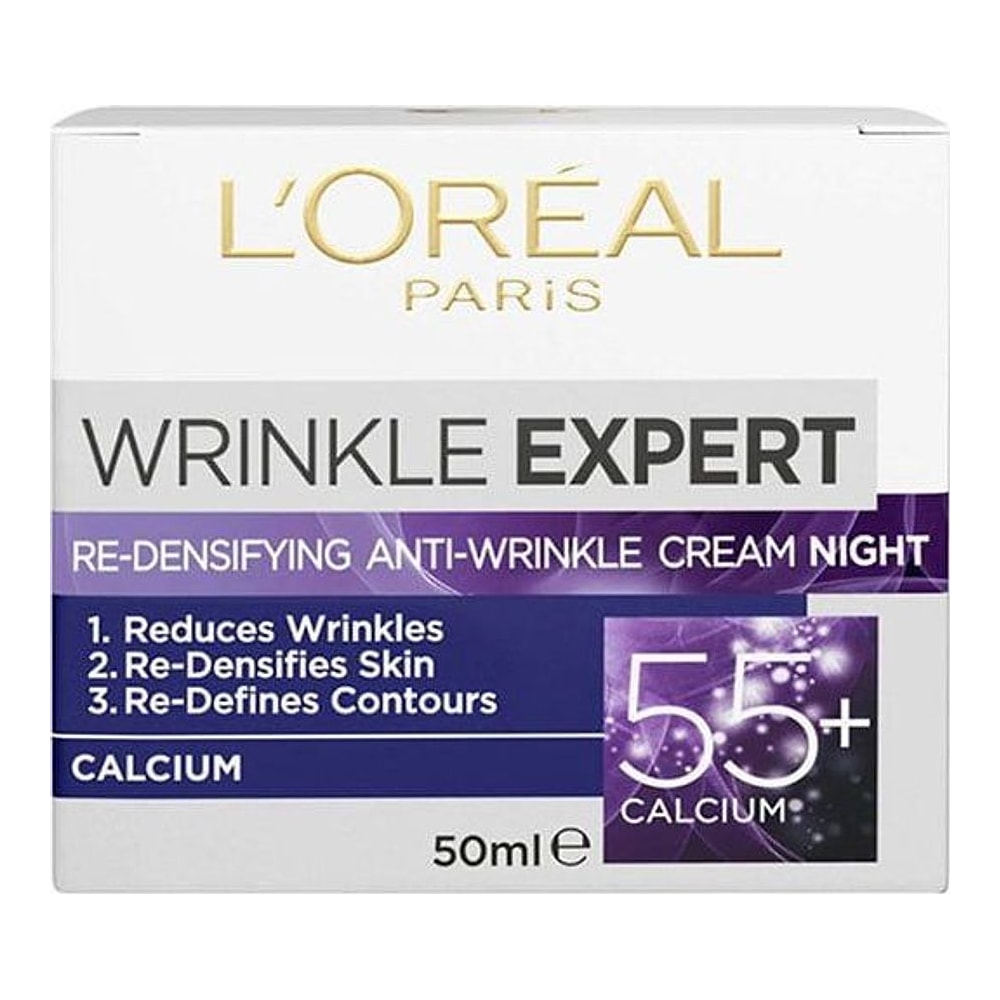 L'ORÉAL
PARiS
WRINKLE EXPERT
RE-DENSIFYING ANTI-WRINKLE CREAM NIGHT
1. Reduces Wrinkles
2. Re-Densifies Skin
3. Re-Defines Contours
CALCIUM
55+
CALCIUM
50ml ℮